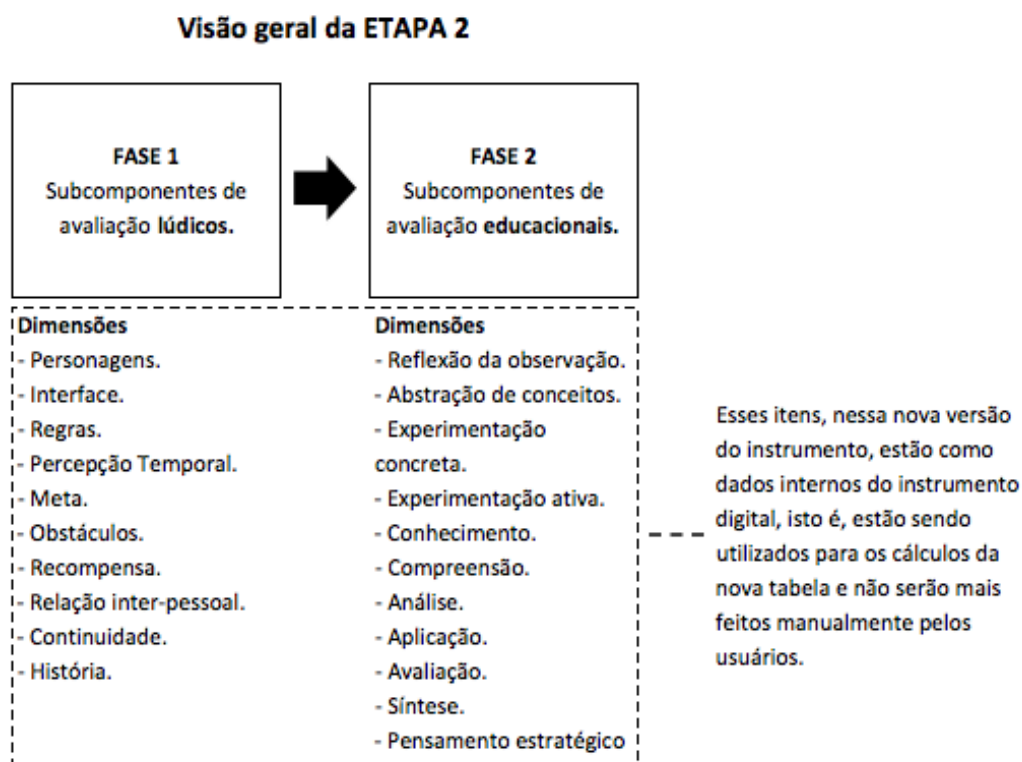 Visão geral da ETAPA 2
FASE 1
Subcomponentes de
avaliação lúdicos.
FASE 2
Subcomponentes de
avaliação educacionais.
Dimensões
- Personagens.
- Interface.
- Regras.
- Percepção Temporal.
- Meta.
- Obstáculos.
- Recompensa.
- Relação inter-pessoal.
- Continuidade.
- História.
Dimensões
- Reflexão da observação.
- Abstração de conceitos.
- Experimentação
concreta.
- Experimentação ativa.
- Conhecimento.
- Compreensão.
- Análise.
- Aplicação.
- Avaliação.
- Síntese.
- Pensamento estratégico
Esses itens, nessa nova versão
do instrumento, estão como
dados internos do instrumento
digital, isto é, estão sendo
utilizados para os cálculos da
nova tabela e não serão mais
feitos manualmente pelos
usuários.